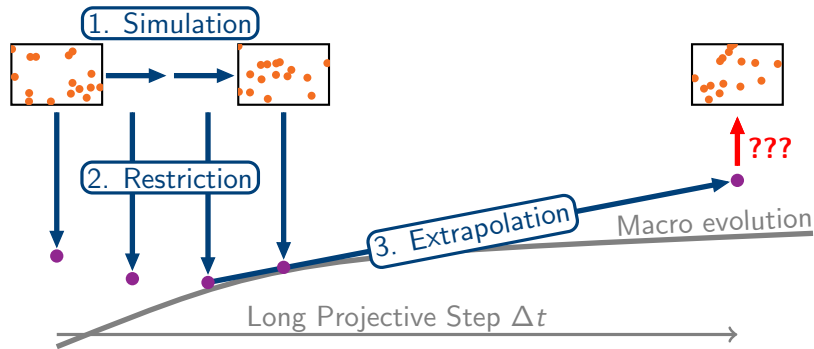 1. Simulation
???
2. Restriction
3. Extrapolation
Macro evolution
Long Projective Step Δt